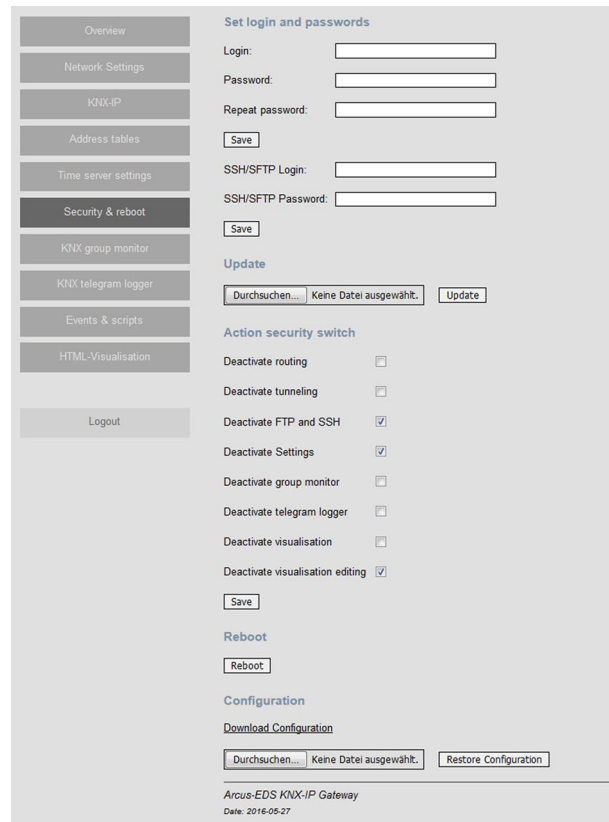 Overview
Network Settings
KNX-IP
Address tables
Time server settings
Security & reboot
KNX group monitor
KNX telegram logger
Events & scripts
HTML-Visualisation
Logout
Set login and passwords
Login:
Password:
Repeat password:
Save
SSH/SFTP Login:
SSH/SFTP Password:
Save
Update
Durchsuchen... Keine Datei ausgewählt. Update
Action security switch
Deactivate routing
Deactivate tunneling
Deactivate FTP and SSH
Deactivate Settings
Deactivate group monitor
Deactivate telegram logger
Deactivate visualisation
Deactivate visualisation editing
Save
Reboot
Reboot
Configuration
Download Configuration
Durchsuchen... Keine Datei ausgewählt. Restore Configuration
Arcus-EDS KNX-IP Gateway
Date: 2016-05-27